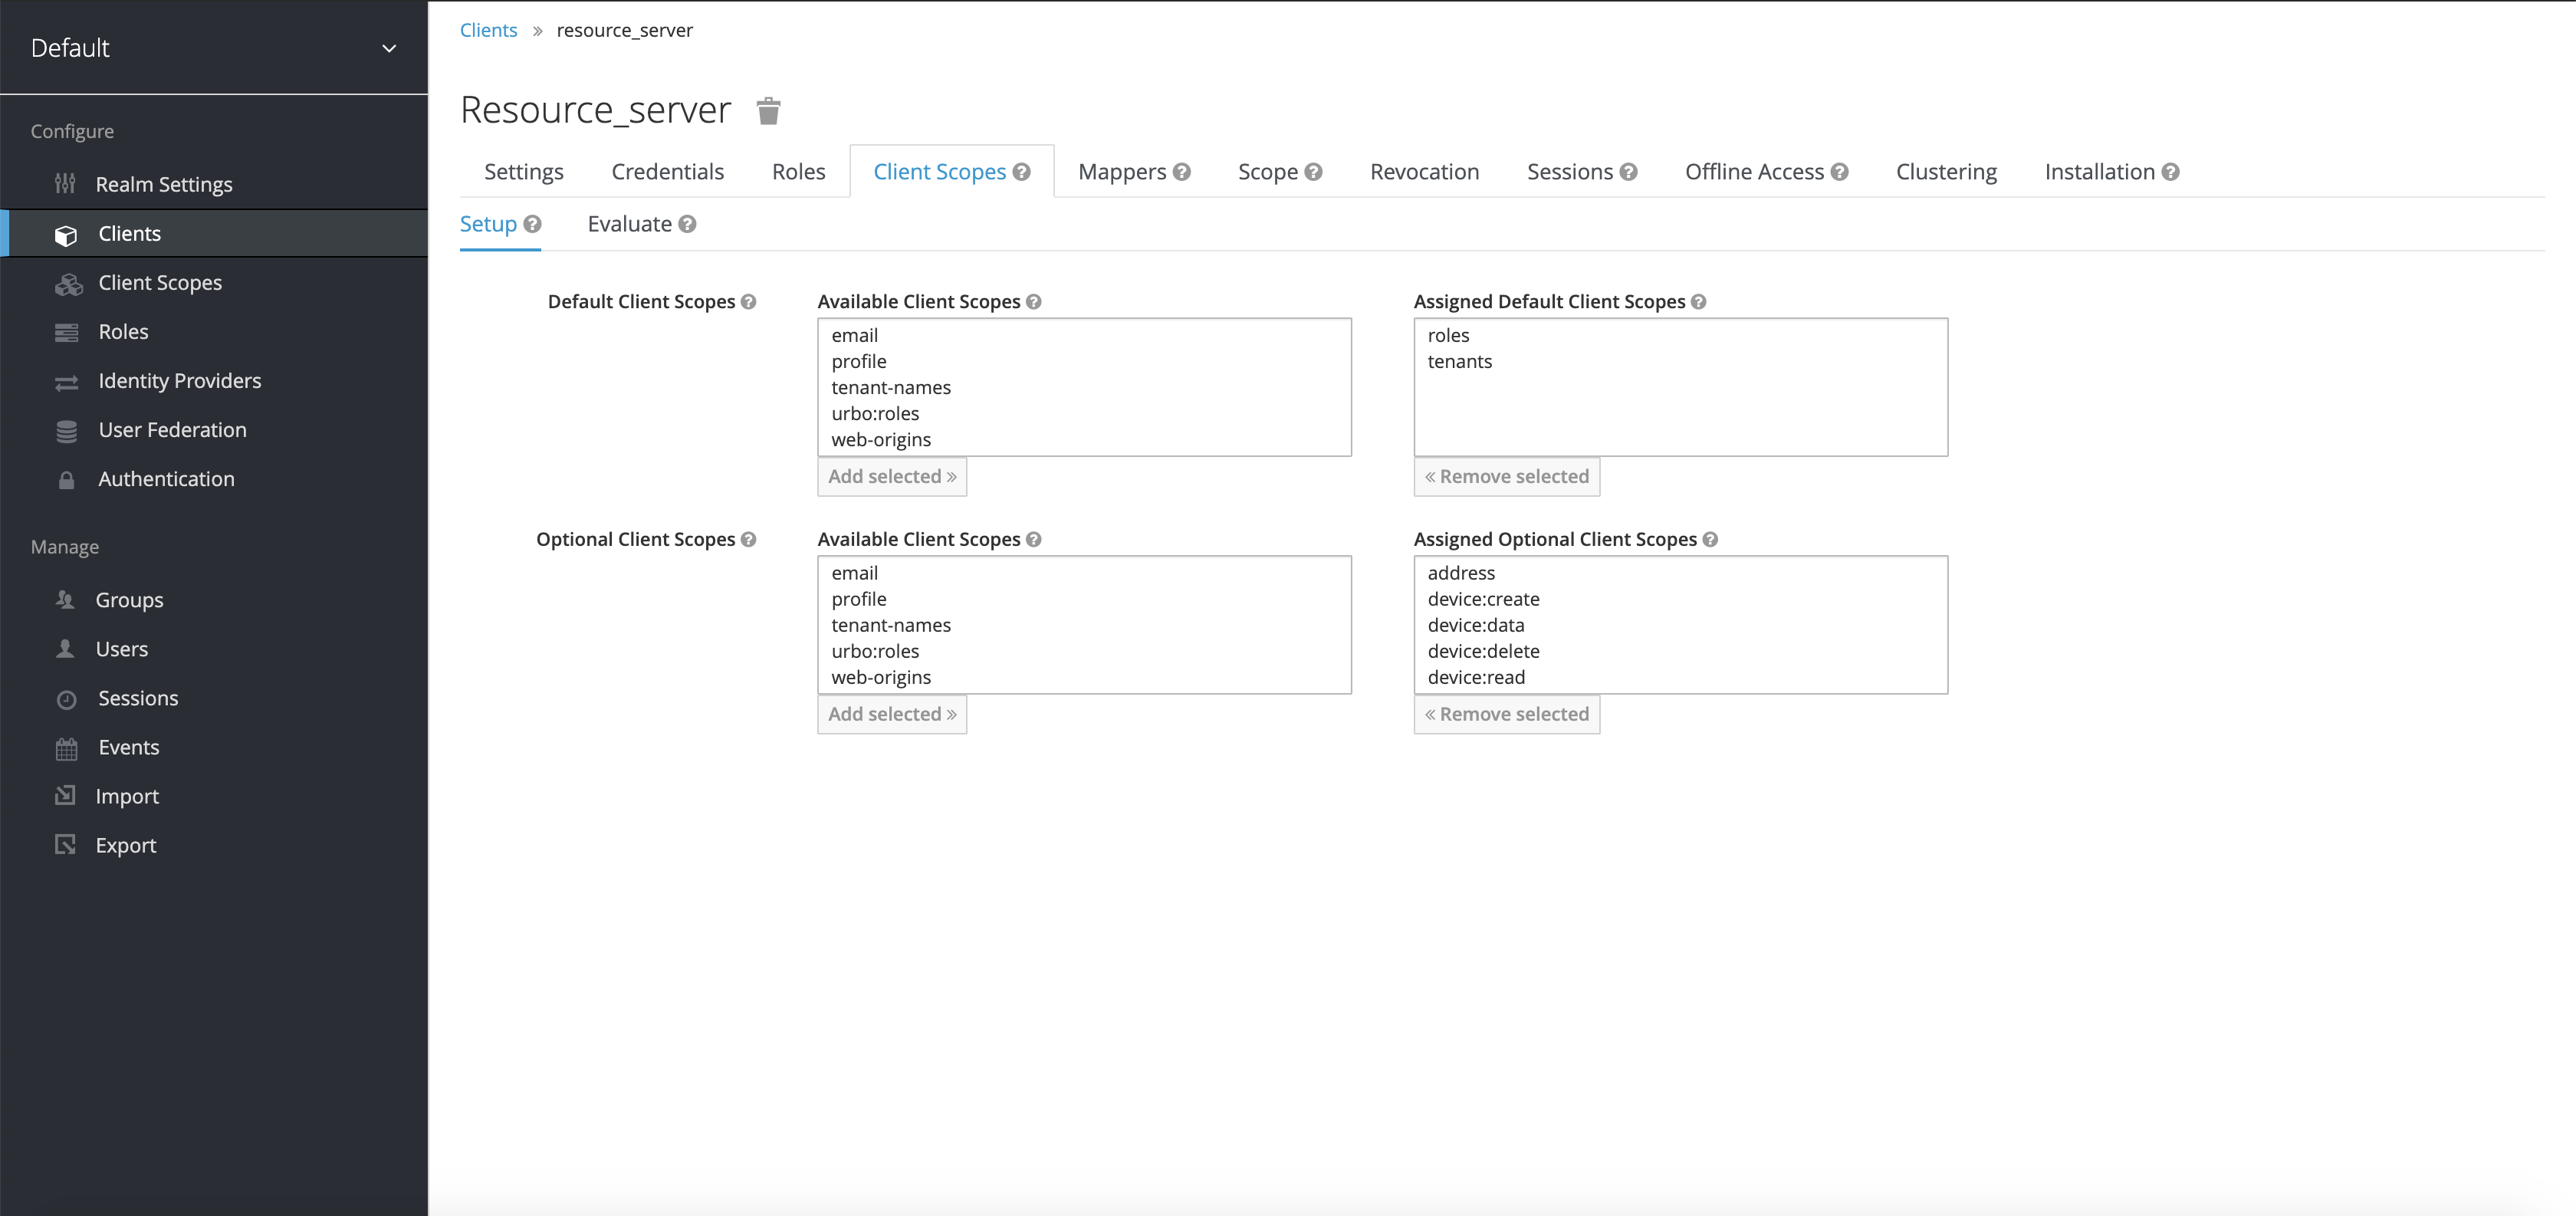 Default
Configure
Realm Settings
Clients
Client Scopes
Roles
Identity Providers
User Federation
Authentication
Manage
Groups
Users
Sessions
Events
Import
Export
Clients » resource_server
Resource_server
Settings Credentials Roles Client Scopes ? Mappers ? Scope ? Revocation Sessions ? Offline Access ? Clustering Installation ?
Setup ? Evaluate ?
Default Client Scopes ?
Available Client Scopes ?
email
profile
tenant-names
urbo:roles
web-origins
Add selected »
Assigned Default Client Scopes ?
roles
tenants
« Remove selected
Optional Client Scopes ?
Available Client Scopes ?
email
profile
tenant-names
urbo:roles
web-origins
Add selected »
Assigned Optional Client Scopes ?
address
device:create
device:data
device:delete
device:read
« Remove selected